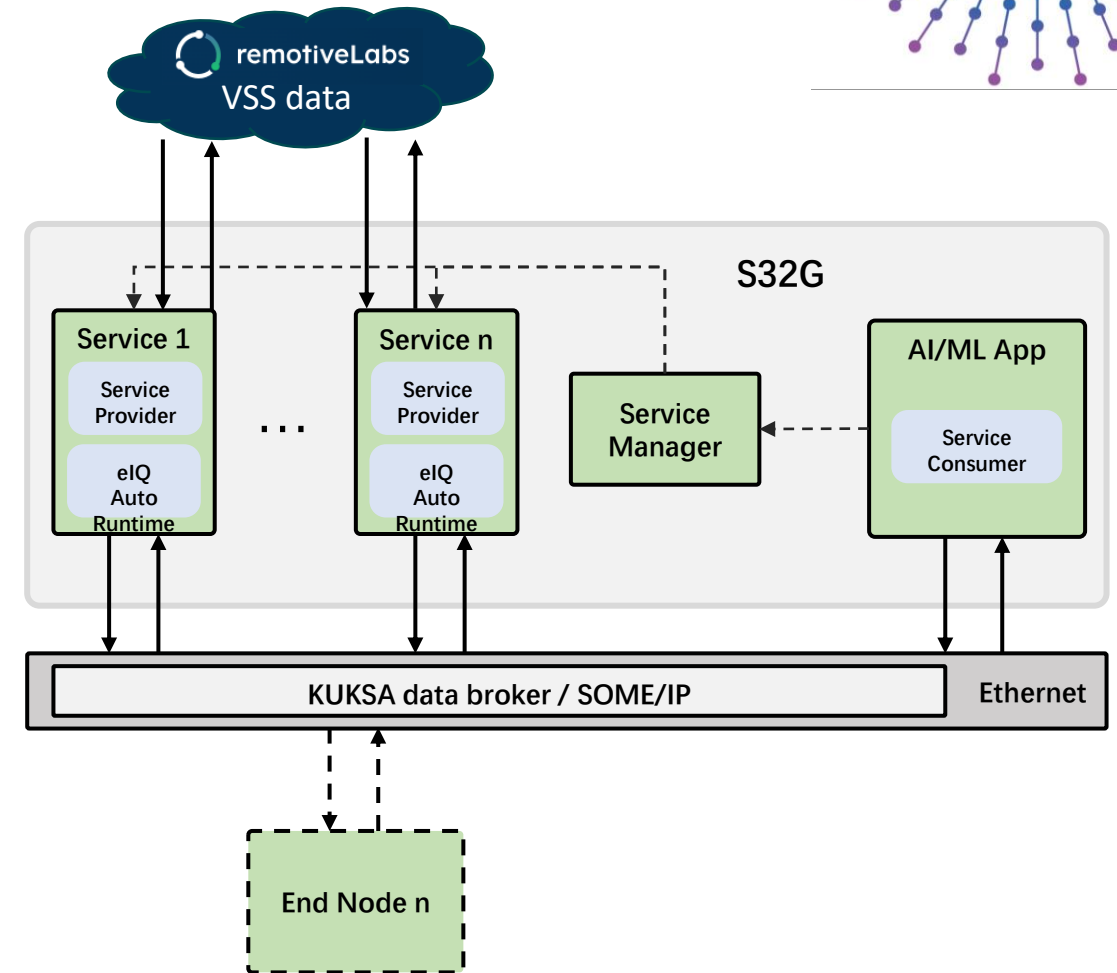 remotiveLabs
VSS data
S32G
Service 1
Service
Provider
eIQ
Auto
Runtime
...
Service n
Service
Provider
eIQ
Auto
Runtime
Service
Manager
AI/ML App
Service
Consumer
KUKSA data broker / SOME/IP
Ethernet
End Node n